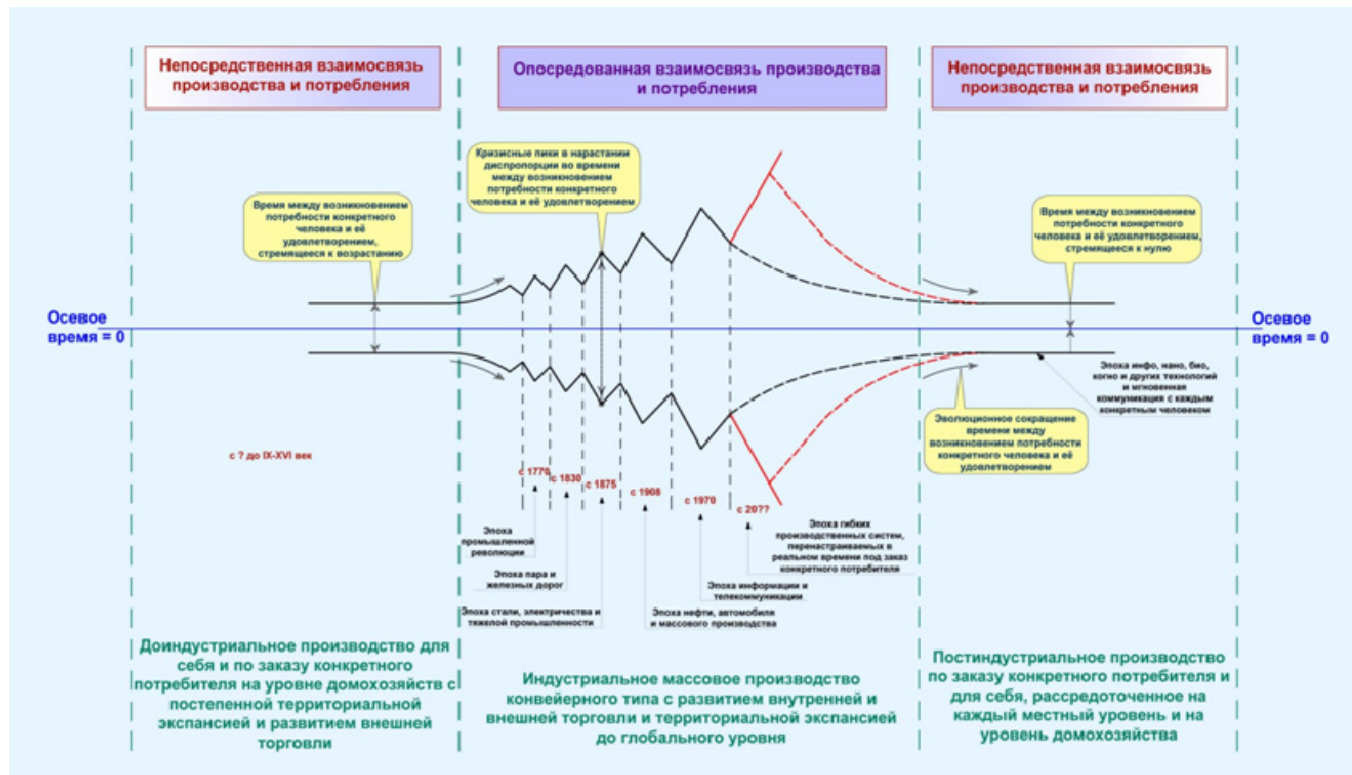 Непосредственная взаимосвязь
производства и потребления
Опосредованная взаимосвязь производства
и потребления
Непосредственная взаимосвязь
производства и потребления
Кризисные пики в нарастании
диспропорции во времени
между возникновением
потребности конкретного
человека и её удовлетворением
Время между возникновением
потребности конкретного
человека и её
удовлетворением,
стремящееся к возрастанию
Время между возникновением
потребности конкретного
человека и её удовлетворением,
стремящееся к нулю
Осевое
время = 0
Осевое
время = 0
Эпоха инфо, нано, био,
когно и других технологий
и мгновенная
коммуникация с каждым
конкретным человеком
Эволюционное сокращение
времени между
возникновением потребности
конкретного человека и её
удовлетворением
с ? до IX-XVI век
с 1770
с 1830
с 1875
с 1908
с 1970
с 20??
Эпоха
промышленной
революции
Эпоха пара и
железных дорог
Эпоха стали, электричества и
тяжелой промышленности
Эпоха нефти, автомобиля
и массового производства
Эпоха информации и
телекоммуникации
Эпоха гибких
производственных систем,
перенастраиваемых в
реальном времени под заказ
конкретного потребителя
Доиндустриальное производство для
себя и по заказу конкретного
потребителя на уровне домохозяйств с
постепенной территориальной
экспансией и развитием внешней
торговли
Индустриальное массовое производство
конвейерного типа с развитием внутренней и
внешней торговли и территориальной экспансией
до глобального уровня
Постиндустриальное производство
по заказу конкретного потребителя и
для себя, рассредоточенное на
каждый местный уровень и на
уровень домохозяйства